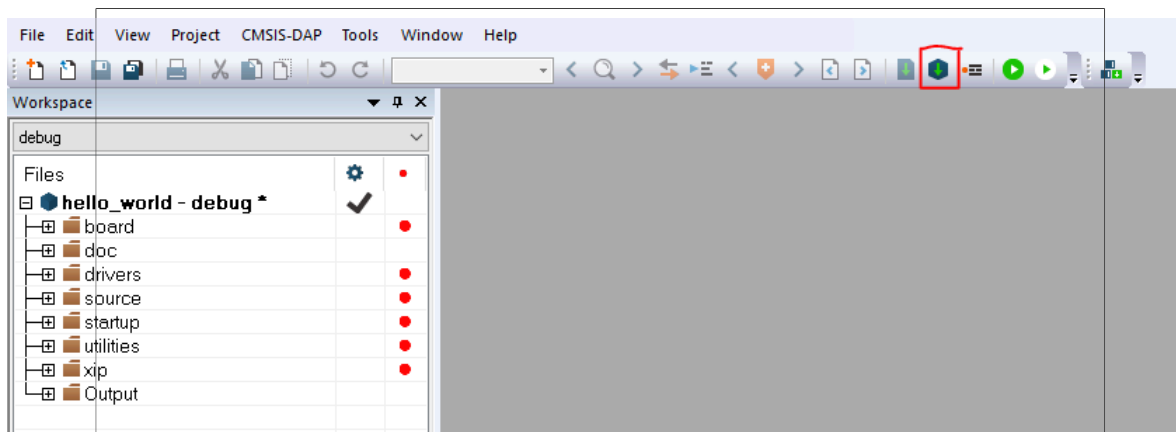 File Edit View Project CMSIS-DAP Tools Window Help
Workspace
debug
Files
hello_world - debug *
board
doc
drivers
source
startup
utilities
xip
Output